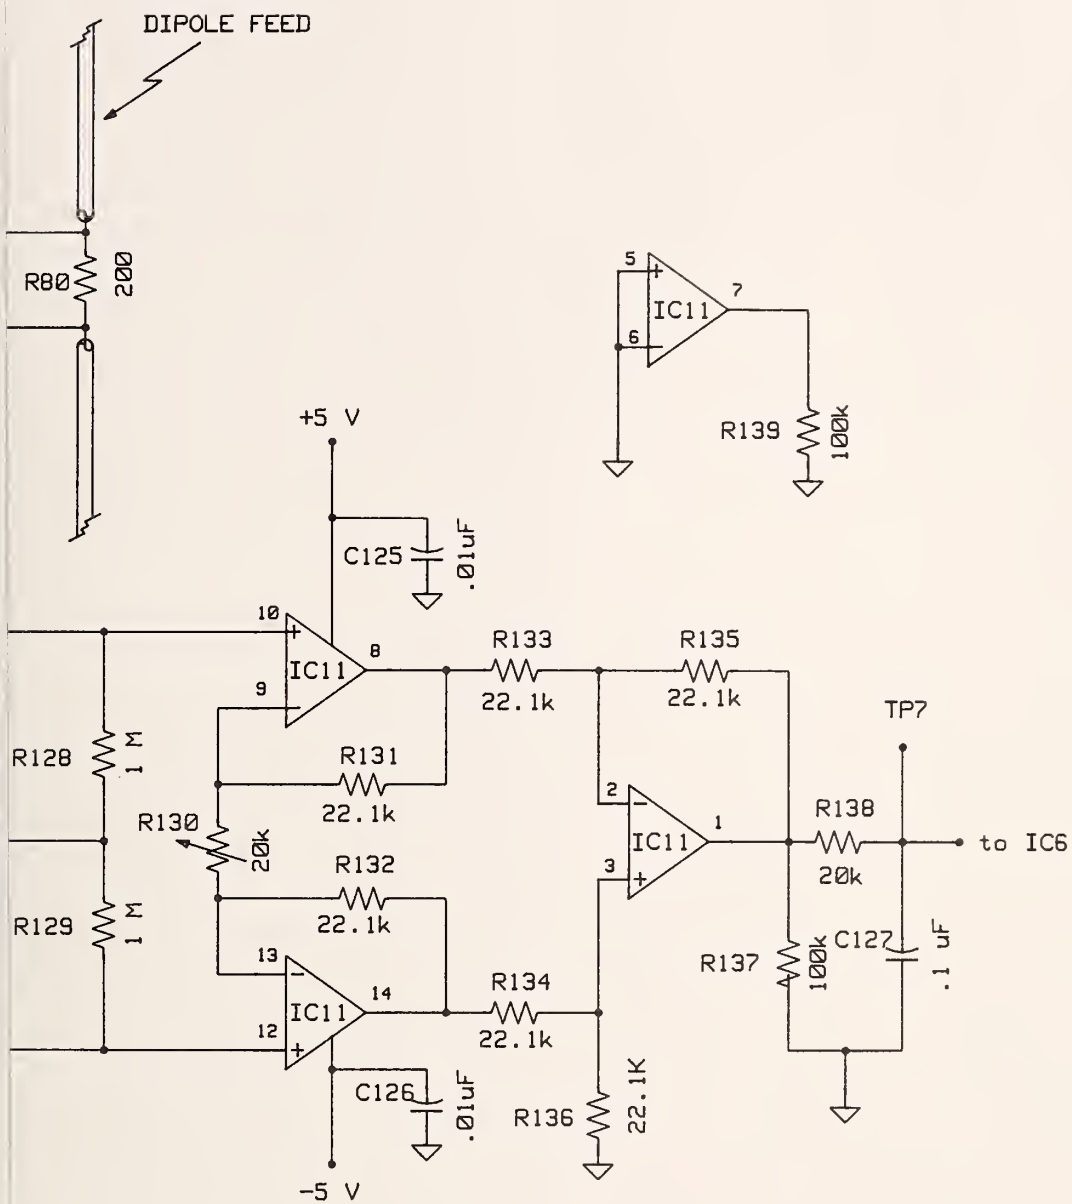 DIPOLE FEED
R80
200
5
6
+
−
IC11
7
R139
100k
+5 V
C125
.01uF
10
+
IC11
8
9
−
R133
22.1k
R135
22.1k
TP7
R128
1 M
R131
22.1k
R130
20k
2
−
IC11
1
3
+
R138
20k
to IC6
R132
22.1k
R129
1 M
13
−
IC11
14
12
+
R134
22.1k
R137
100k
C127
.1 uF
C126
.01uF
R136
22.1K
-5 V